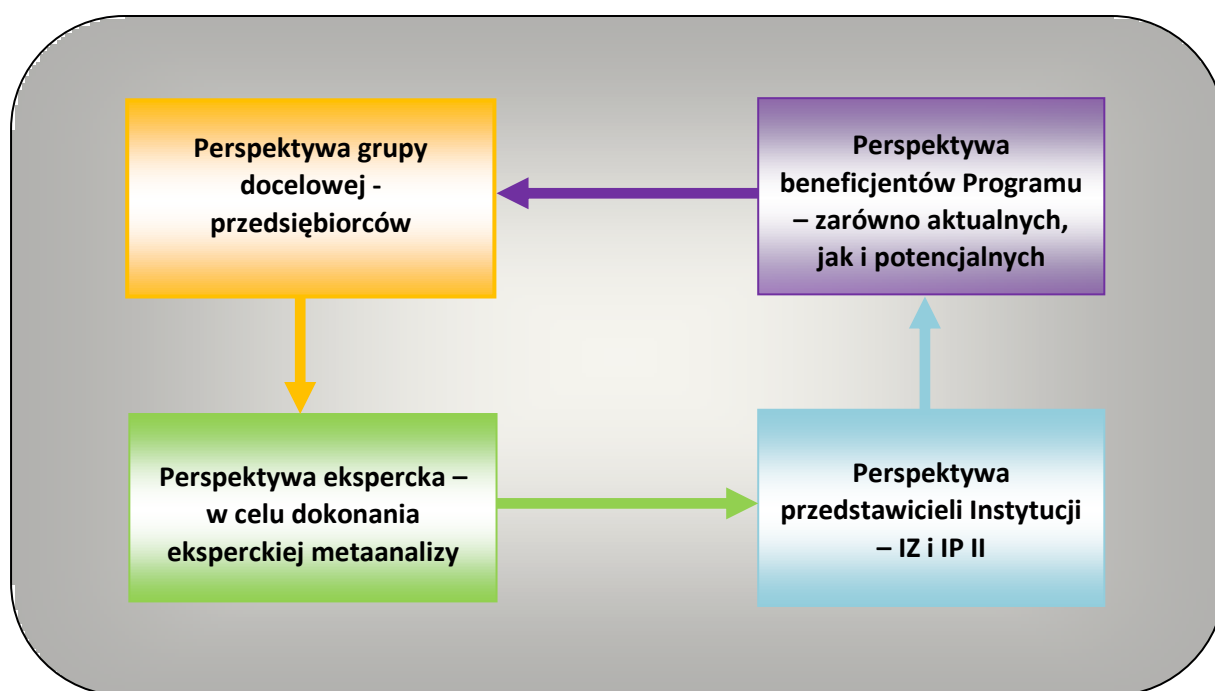 Perspektywa grupy
docelowej -
przedsiębiorców
Perspektywa
beneficjentów Programu
– zarówno aktualnych,
jak i potencjalnych
Perspektywa ekspercka –
w celu dokonania
eksperckiej metaanalizy
Perspektywa
przedstawicieli Instytucji
– IZ i IP II